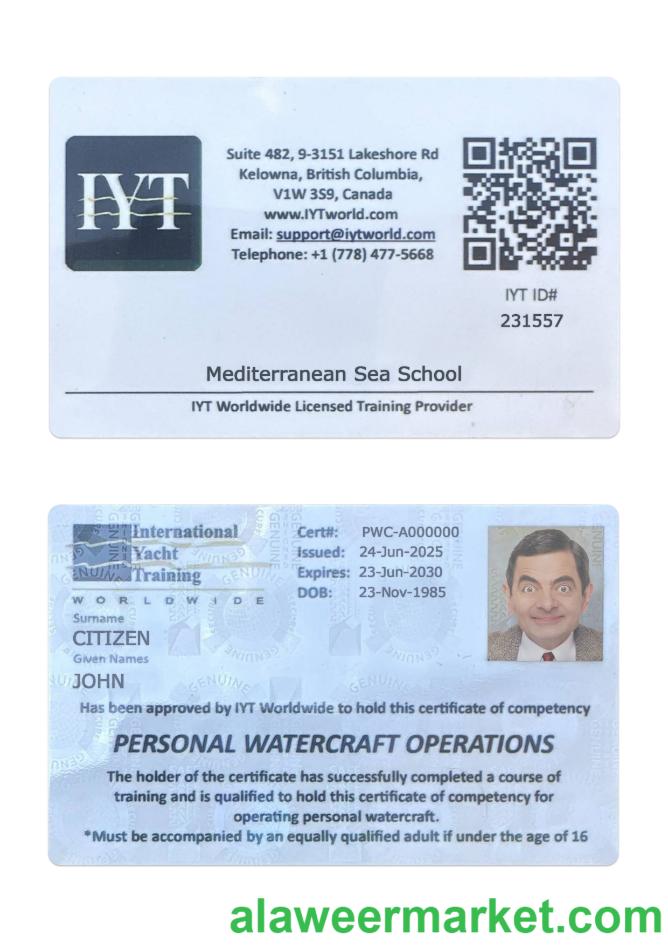 IYT
Suite 482, 9-3151 Lakeshore Rd
Kelowna, British Columbia,
V1W 3S9, Canada
www.IYTworld.com
Email: support@iytworld.com
Telephone: +1 (778) 477-5668
IYT ID#
231557
Mediterranean Sea School
IYT Worldwide Licensed Training Provider
International
Yacht
Training
WORLDWIDE
Cert#: PWC-A000000
Issued: 24-Jun-2025
Expires: 23-Jun-2030
DOB: 23-Nov-1985
Surname
CITIZEN
Given Names
JOHN
Has been approved by IYT Worldwide to hold this certificate of competency
PERSONAL WATERCRAFT OPERATIONS
The holder of the certificate has successfully completed a course of
training and is qualified to hold this certificate of competency for
operating personal watercraft.
*Must be accompanied by an equally qualified adult if under the age of 16
GENUINE
alaweermarket.com